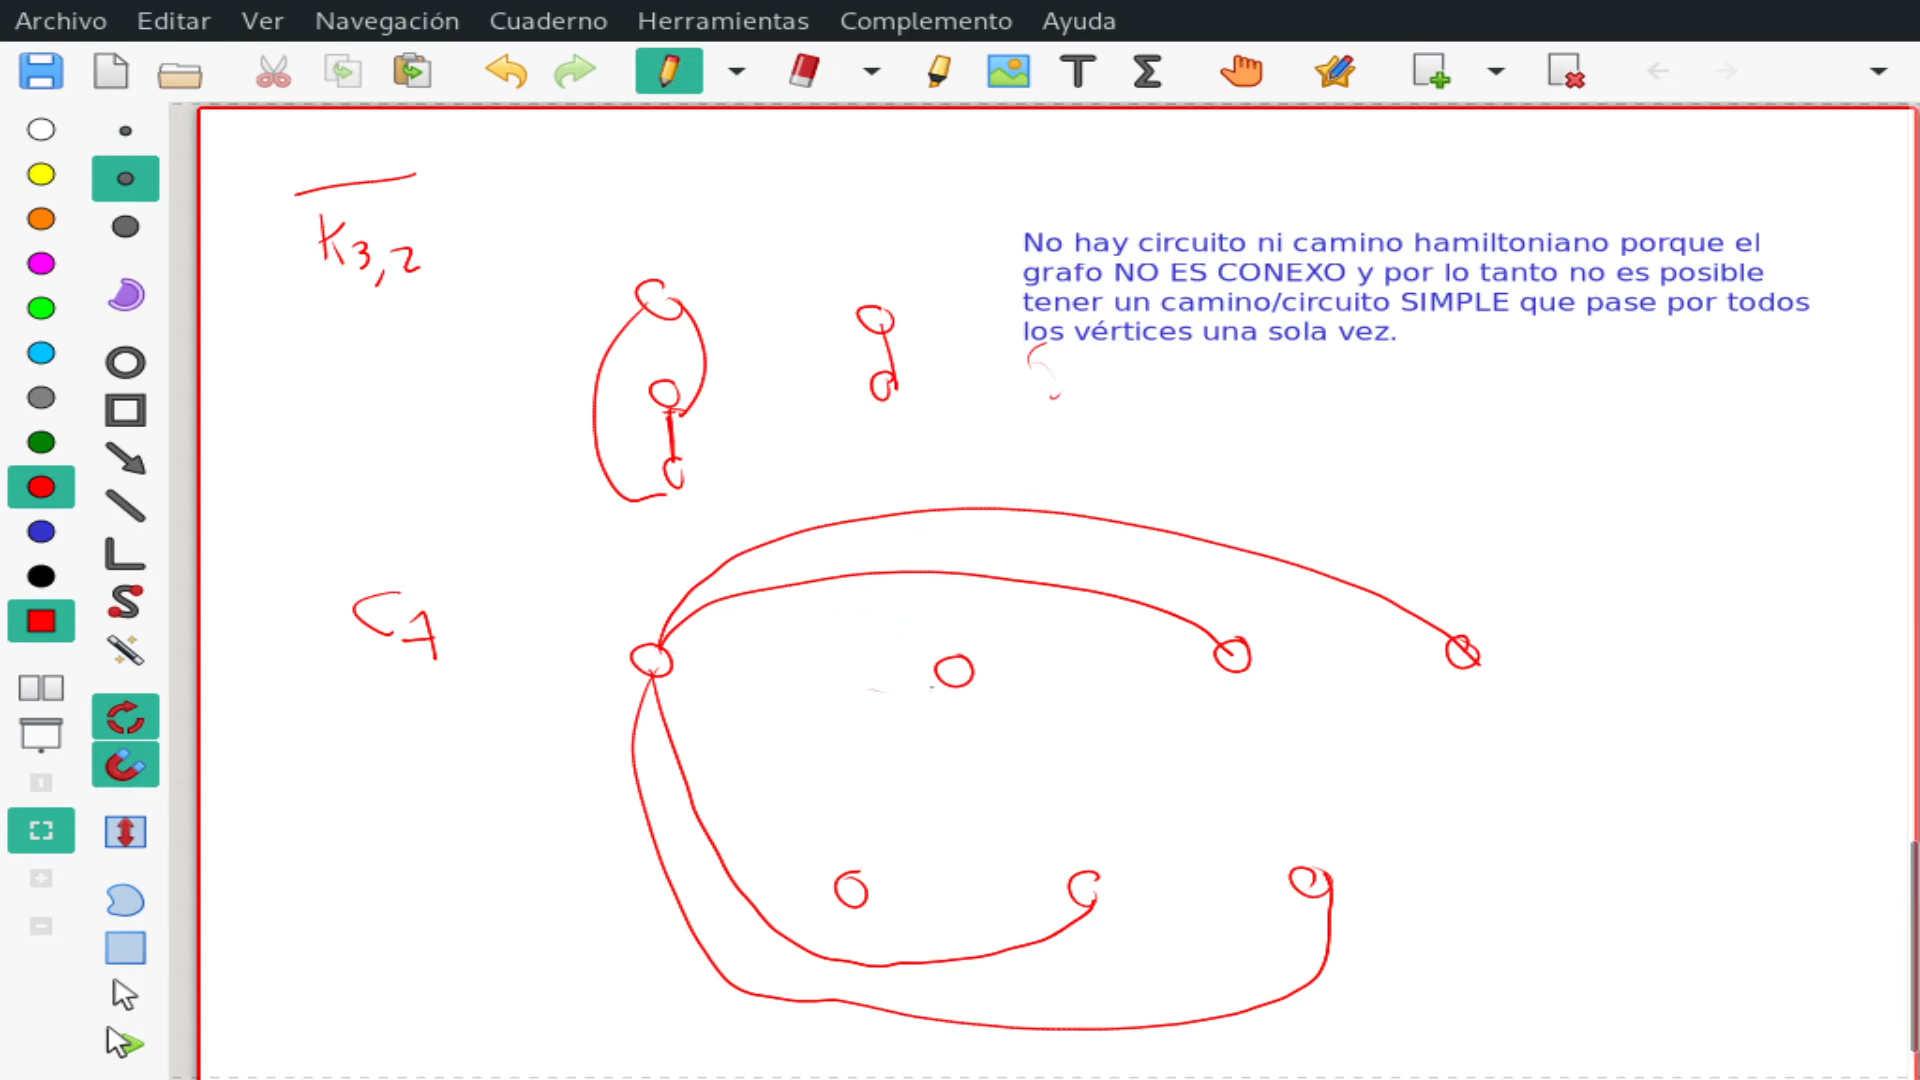 Archivo Editar Ver Navegación Cuaderno Herramientas Complemento Ayuda
K3,2
No hay circuito ni camino hamiltoniano porque el
grafo NO ES CONEXO y por lo tanto no es posible
tener un camino/circuito SIMPLE que pase por todos
los vértices una sola vez.
C7